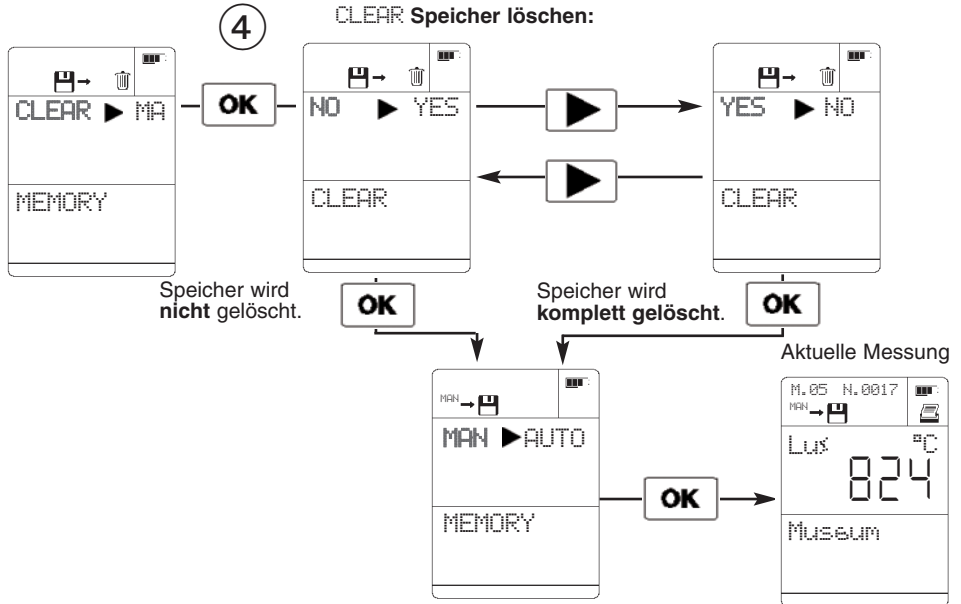 4 CLEAR Speicher löschen:
CLEAR ▶ MA
MEMORY
OK
NO ▶ YES
CLEAR
YES ▶ NO
CLEAR
Speicher wird
nicht gelöscht.
OK
Speicher wird
komplett gelöscht.
OK
MAN
MAN ▶ AUTO
MEMORY
OK
Aktuelle Messung
M.05 N.0017
MAN
Lux °C
824
Museum